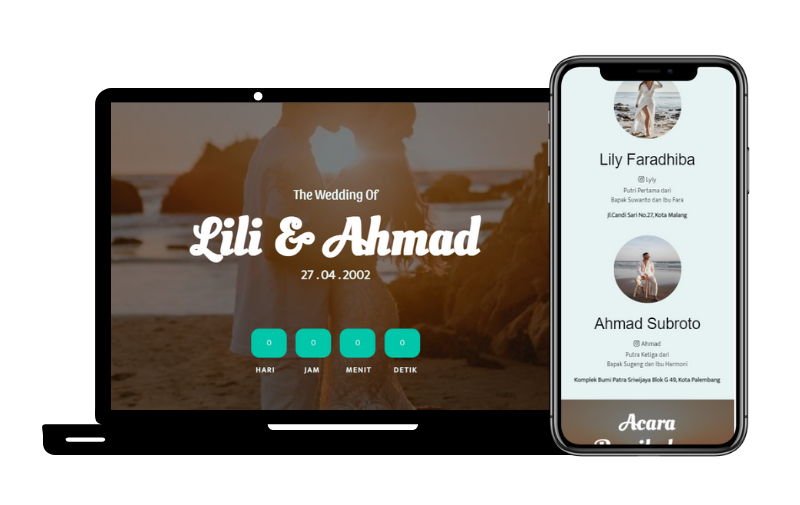 The Wedding Of
Lili & Ahmad
27.04.2002
0 0 0 0
HARI JAM MENIT DETIK
Lily Faradhiba
Lyly
Putri Pertama dari
Bapak Suwanto dan Ibu Fara
Jl.Candi Sari No.27, Kota Malang
Ahmad Subroto
Ahmad
Putra Ketiga dari
Bapak Sugeng dan Ibu Harmoni
Komplek Bumi Patra Sriwijaya Blok G 49, Kota Palembang
Acara